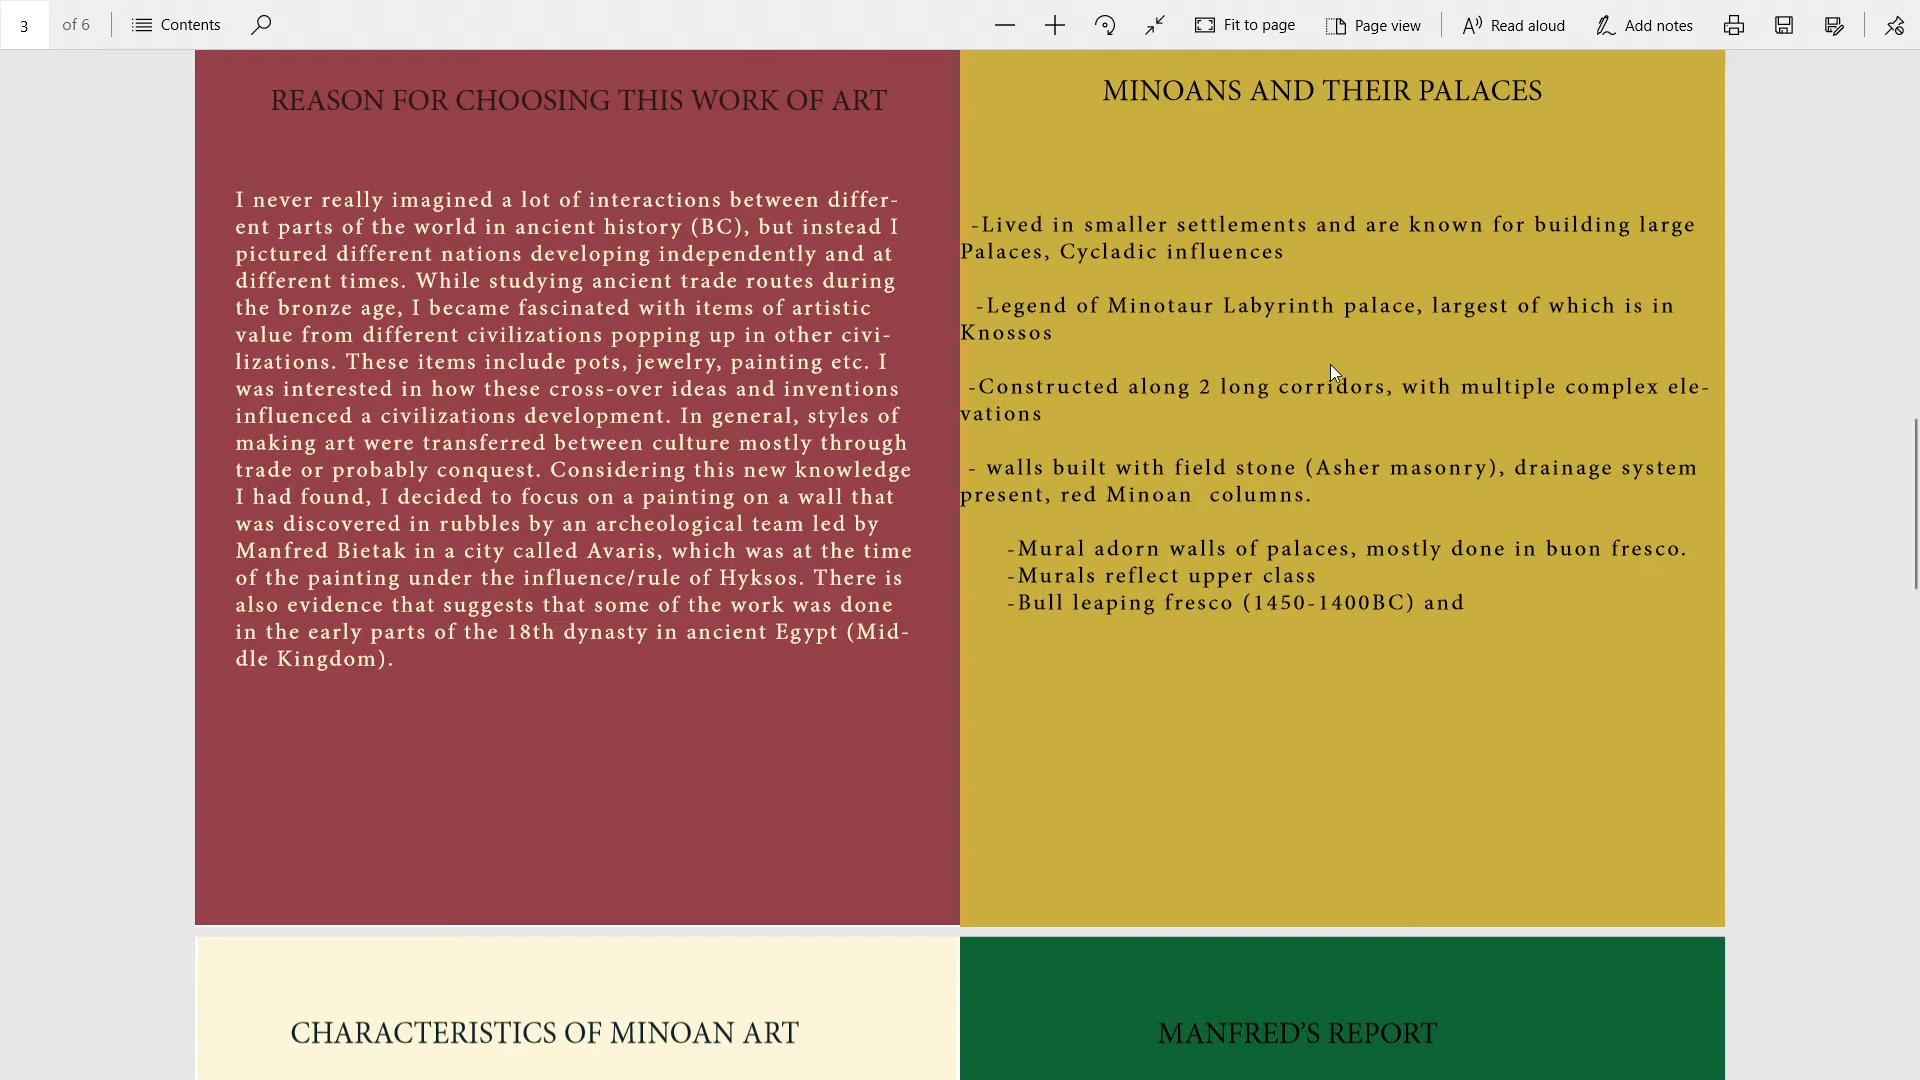 3 of 6 Contents Fit to page Page view Read aloud Add notes
REASON FOR CHOOSING THIS WORK OF ART
I never really imagined a lot of interactions between differ-
ent parts of the world in ancient history (BC), but instead I
pictured different nations developing independently and at
different times. While studying ancient trade routes during
the bronze age, I became fascinated with items of artistic
value from different civilizations popping up in other civi-
lizations. These items include pots, jewelry, painting etc. I
was interested in how these cross-over ideas and inventions
influenced a civilizations development. In general, styles of
making art were transferred between culture mostly through
trade or probably conquest. Considering this new knowledge
I had found, I decided to focus on a painting on a wall that
was discovered in rubbles by an archeological team led by
Manfred Bietak in a city called Avaris, which was at the time
of the painting under the influence/rule of Hyksos. There is
also evidence that suggests that some of the work was done
in the early parts of the 18th dynasty in ancient Egypt (Mid-
dle Kingdom).
MINOANS AND THEIR PALACES
-Lived in smaller settlements and are known for building large
Palaces, Cycladic influences
-Legend of Minotaur Labyrinth palace, largest of which is in
Knossos
-Constructed along 2 long corridors, with multiple complex ele-
vations
- walls built with field stone (Asher masonry), drainage system
present, red Minoan columns.
-Mural adorn walls of palaces, mostly done in buon fresco.
-Murals reflect upper class
-Bull leaping fresco (1450-1400BC) and
CHARACTERISTICS OF MINOAN ART
MANFRED'S REPORT